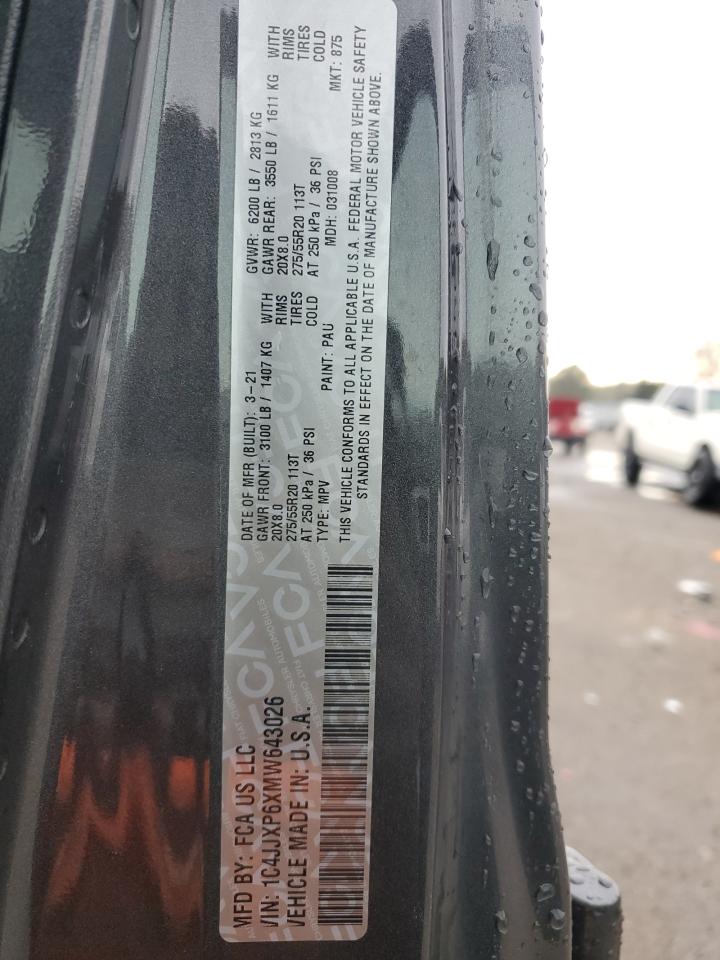 MFD BY: FCA US LLC
VIN: 1C4JJXP6XMW643026
VEHICLE MADE IN: U.S.A.
DATE OF MFR (BUILT): 3-21
GVWR: 6200 LB / 2813 KG
GAWR FRONT: 3100 LB / 1407 KG WITH
GAWR REAR: 3550 LB / 1611 KG WITH
20X8.0 RIMS
20X8.0 RIMS
275/55R20 113T TIRES
275/55R20 113T TIRES
AT 250 kPa / 36 PSI COLD
AT 250 kPa / 36 PSI COLD
TYPE: MPV PAINT: PAU MDH: 031008 MKT: 875
THIS VEHICLE CONFORMS TO ALL APPLICABLE U.S.A. FEDERAL MOTOR VEHICLE SAFETY
STANDARDS IN EFFECT ON THE DATE OF MANUFACTURE SHOWN ABOVE.
FCA
FIAT CHRYSLER AUTOMOBILES